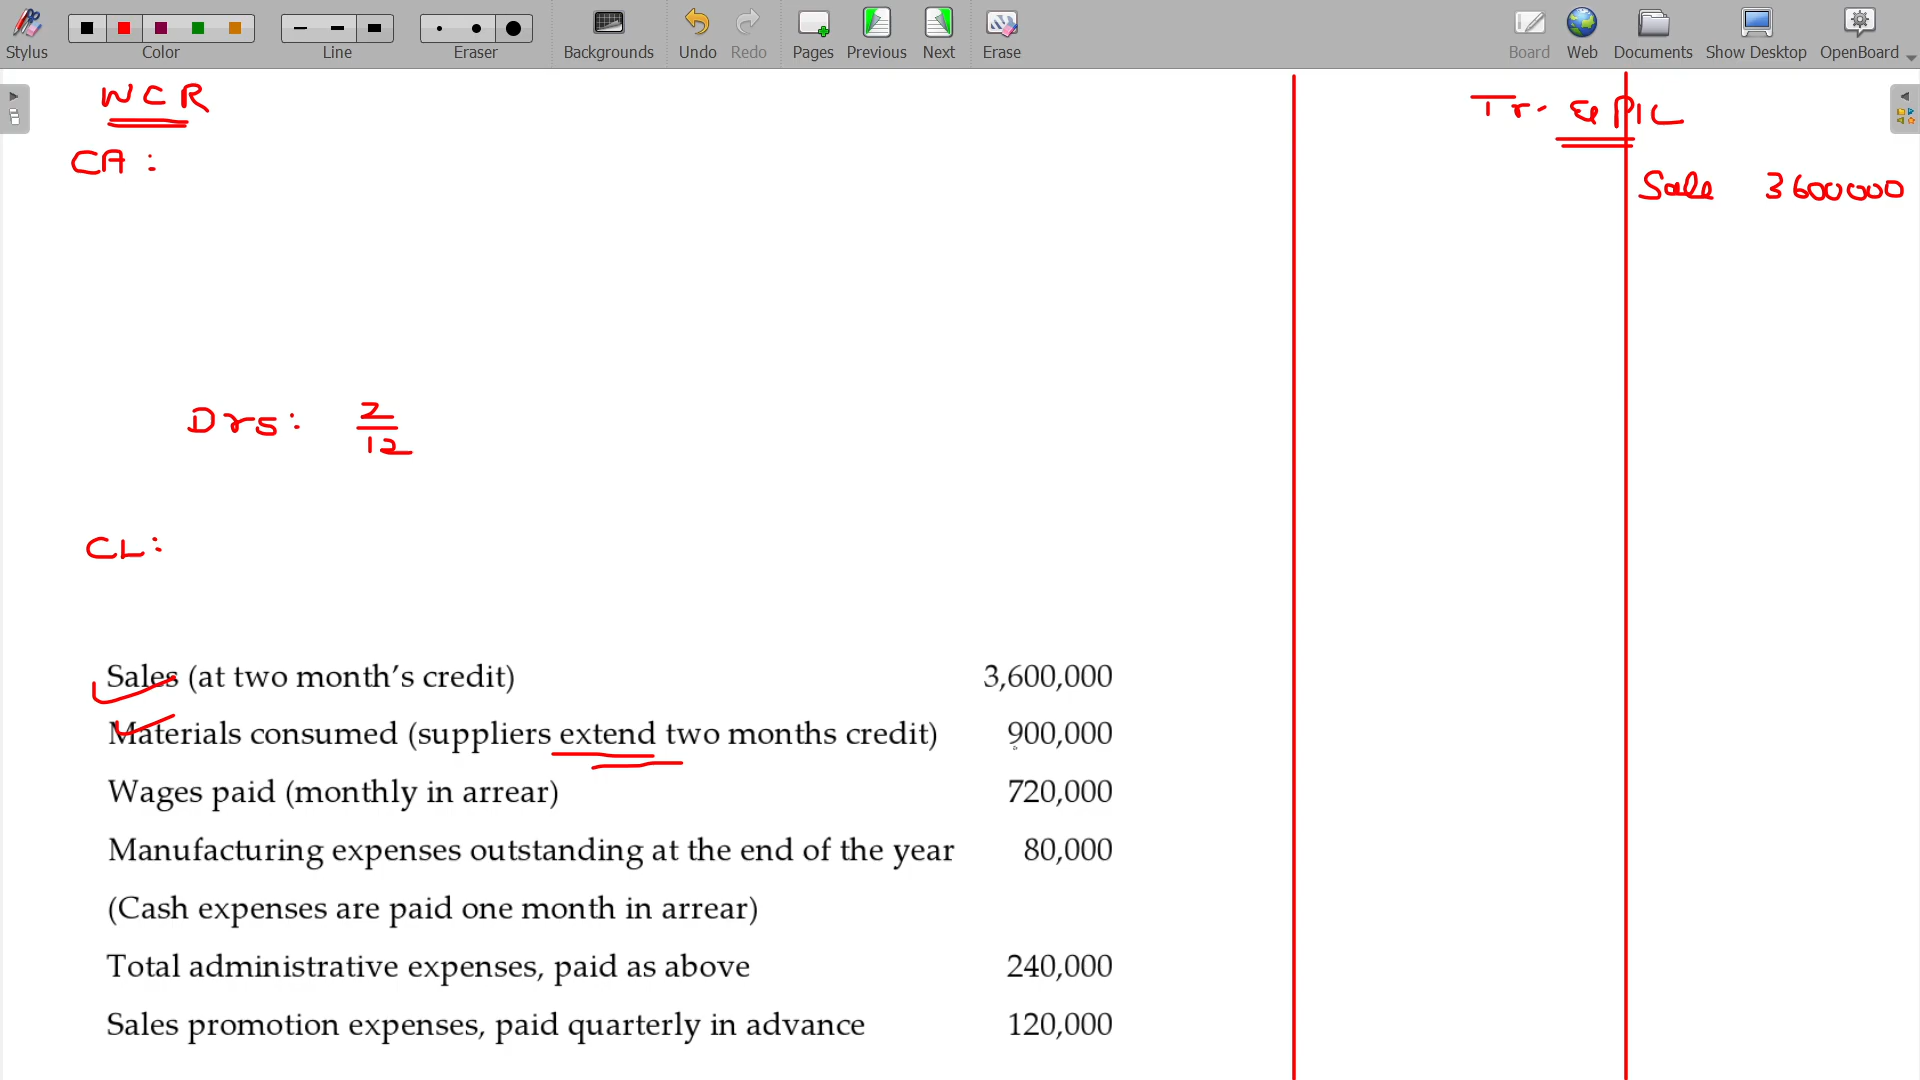 Stylus Color Line Eraser Backgrounds Undo Redo Pages Previous Next Erase Board Web Documents Show Desktop OpenBoard
WCR
CA :
Drs : 2/12
CL :
Tr. & P/L
Sale 3600000
Sales (at two month’s credit) 3,600,000
Materials consumed (suppliers extend two months credit) 900,000
Wages paid (monthly in arrear) 720,000
Manufacturing expenses outstanding at the end of the year 80,000
(Cash expenses are paid one month in arrear)
Total administrative expenses, paid as above 240,000
Sales promotion expenses, paid quarterly in advance 120,000